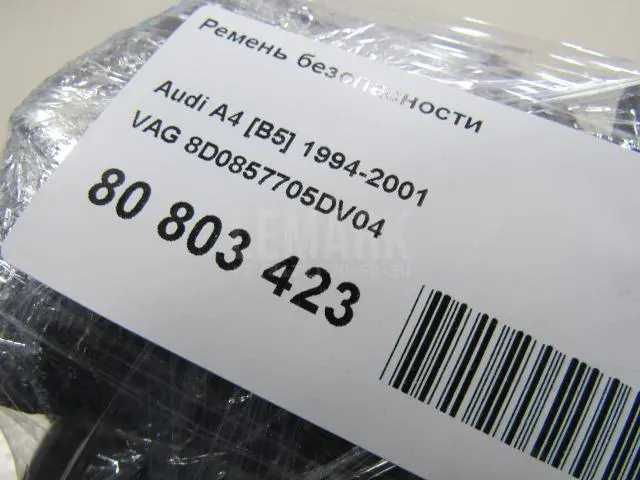 Ремень безопасности
Audi A4 [B5] 1994-2001
VAG 8D0857705DV04
80 803 423